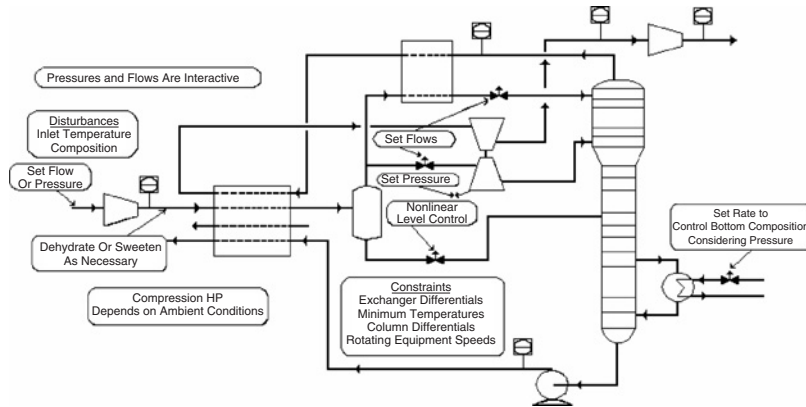 Pressures and Flows Are Interactive
Disturbances
Inlet Temperature
Composition
Set Flow
Or Pressure
Dehydrate Or Sweeten
As Necessary
Compression HP
Depends on Ambient Conditions
Set Flows
Set Pressure
Nonlinear
Level Control
Constraints
Exchanger Differentials
Minimum Temperatures
Column Differentials
Rotating Equipment Speeds
Set Rate to
Control Bottom Composition
Considering Pressure